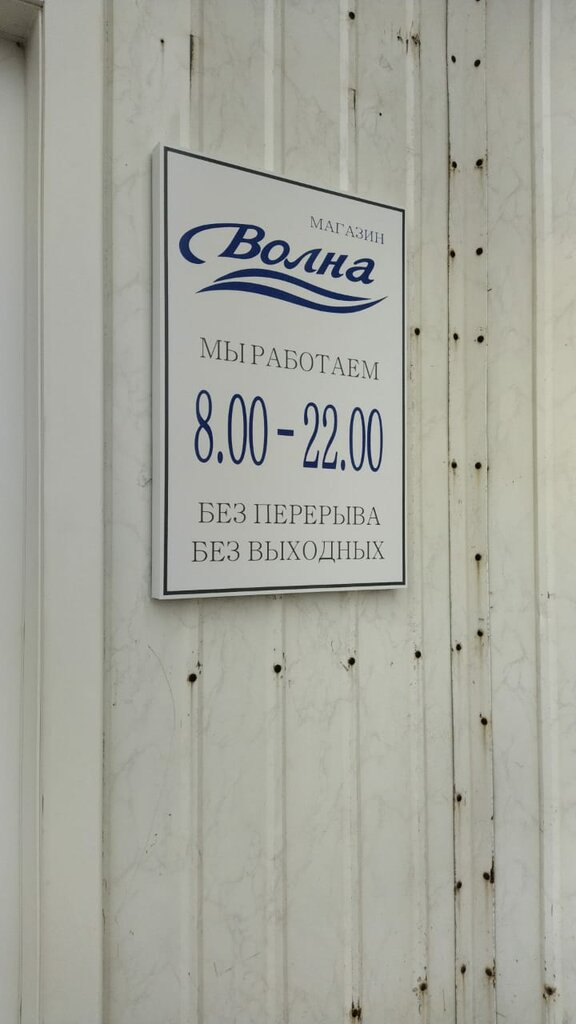 МАГАЗИН
Волна
МЫ РАБОТАЕМ
8.00 - 22.00
БЕЗ ПЕРЕРЫВА
БЕЗ ВЫХОДНЫХ